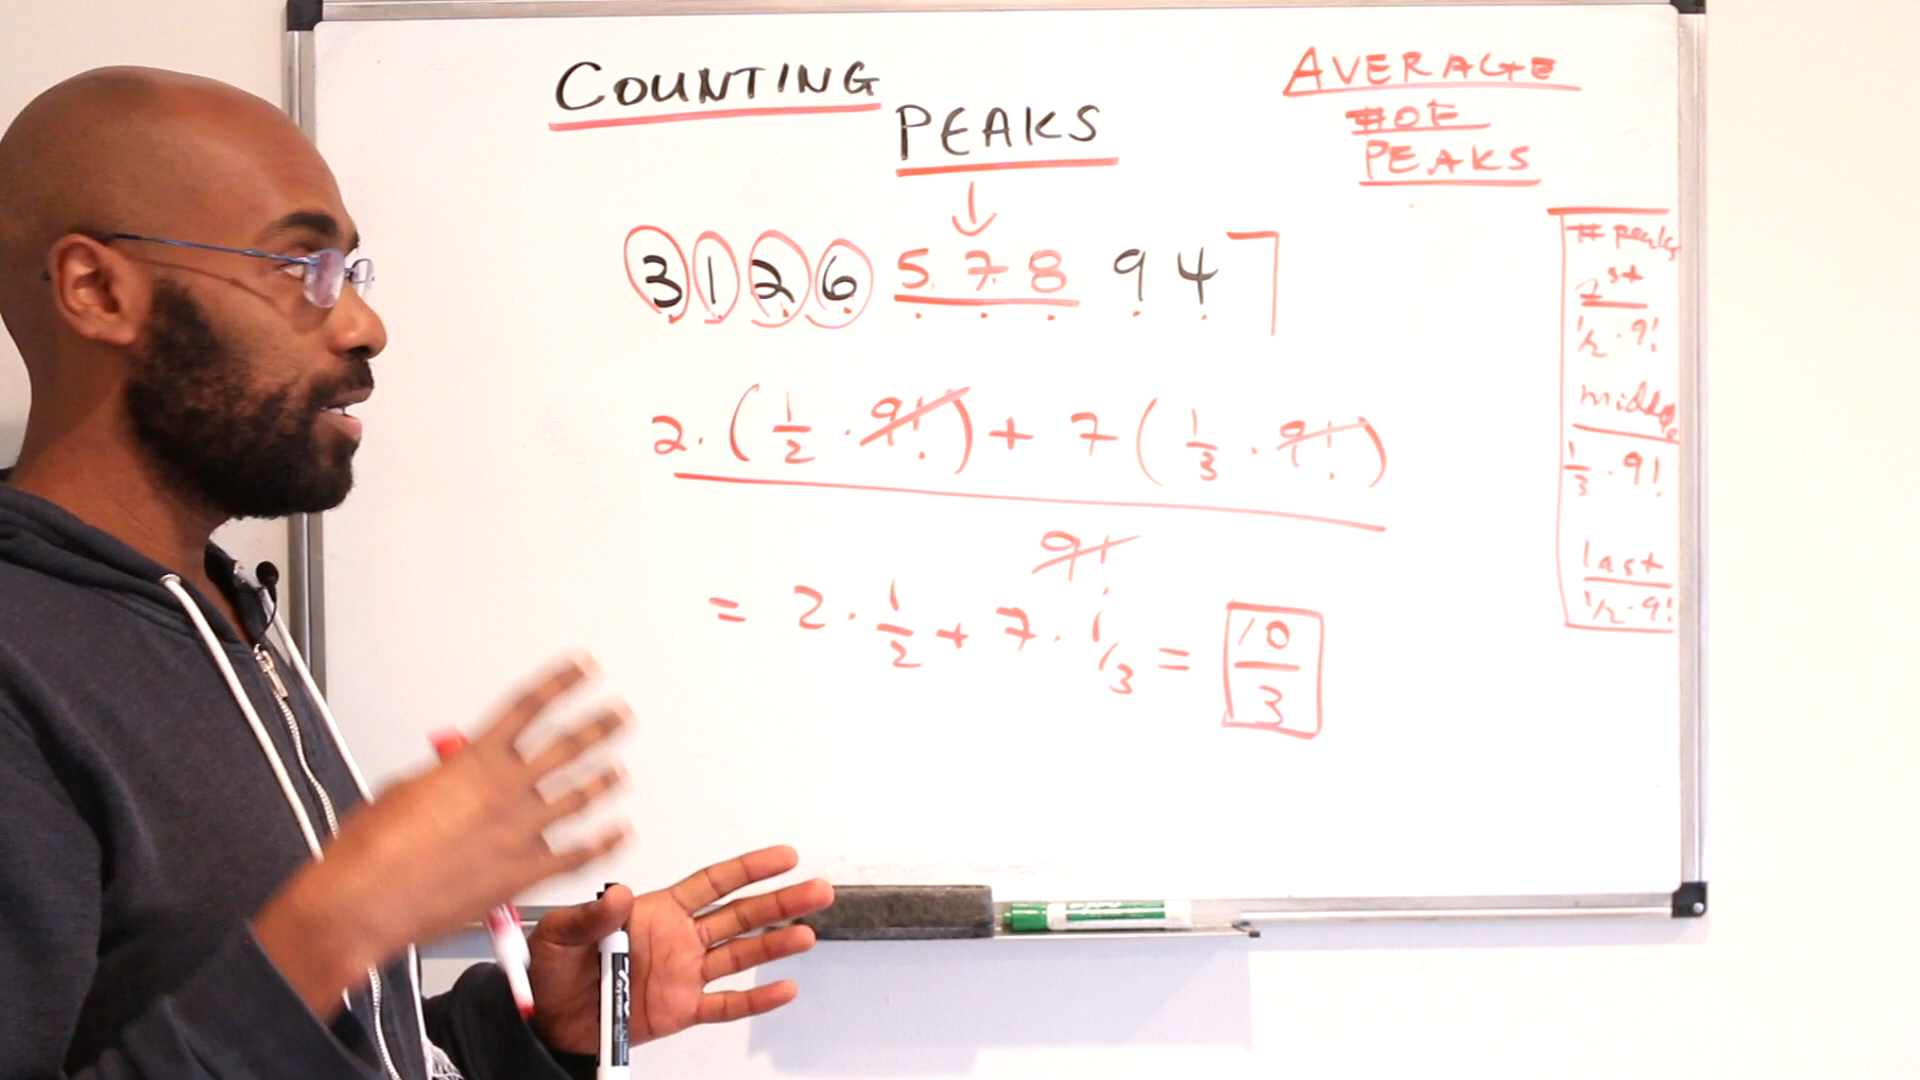 COUNTING
PEAKS
3 1 2 6 5 7 8 9 4
2 · (1/2 · 9!) + 7 (1/3 · 9!)
9!
= 2 · 1/2 + 7 · 1/3 = 10/3
AVERAGE
# OF
PEAKS
# peaks
1st
1/2 · 9!
middle
1/3 · 9!
last
1/2 · 9!